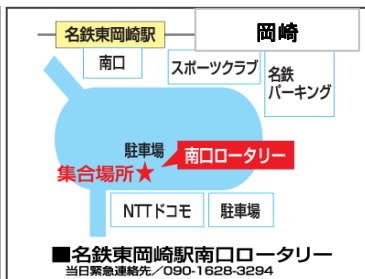 岡崎
名鉄東岡崎駅
南口
スポーツクラブ
名鉄
パーキング
駐車場
南口ロータリー
集合場所★
NTTドコモ
駐車場
■名鉄東岡崎駅南口ロータリー
当日緊急連絡先／090-1628-3294